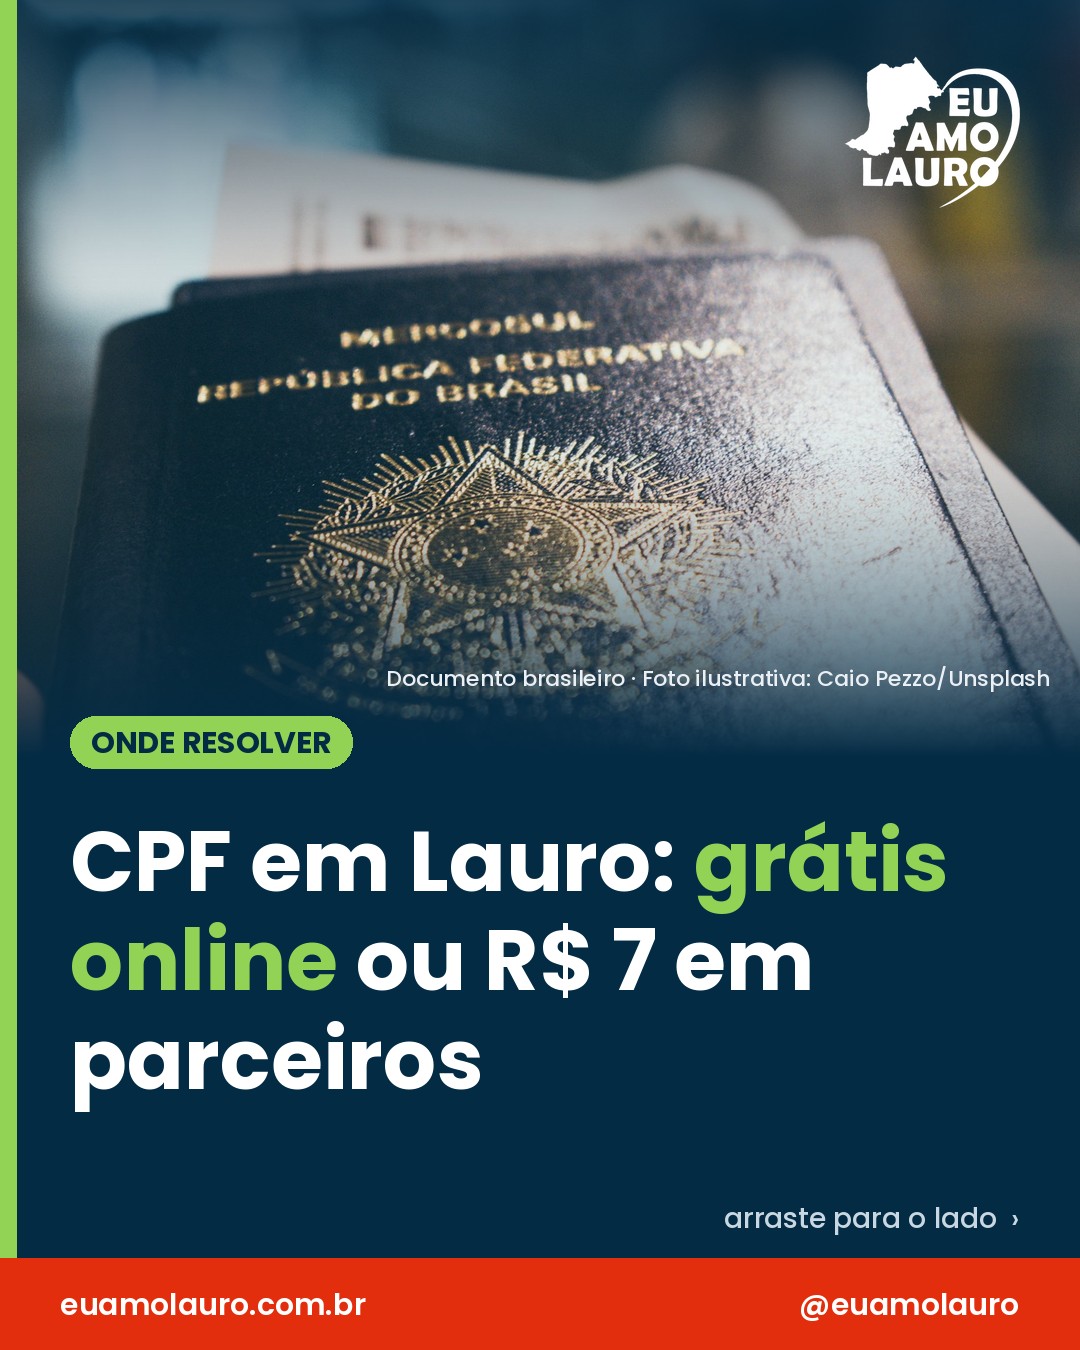 EU
AMO
LAURO
MERCOSUL
REPÚBLICA FEDERATIVA
DO BRASIL
Documento brasileiro · Foto ilustrativa: Caio Pezzo/Unsplash
ONDE RESOLVER
CPF em Lauro: grátis
online ou R$ 7 em
parceiros
arraste para o lado ›
euamolauro.com.br
@euamolauro